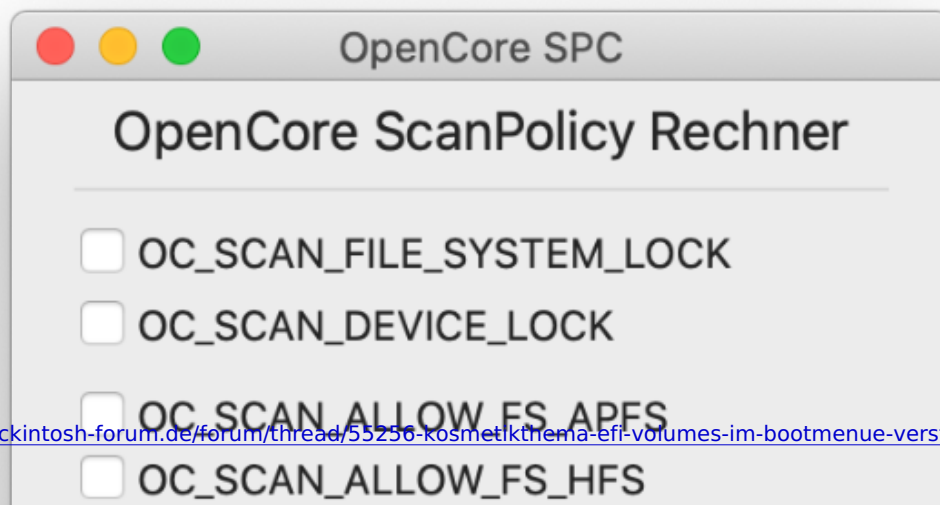 OpenCore SPC
OpenCore ScanPolicy Rechner
OC_SCAN_FILE_SYSTEM_LOCK
OC_SCAN_DEVICE_LOCK
OC_SCAN_ALLOW_FS_APFS
ckintosh-forum.de/forum/thread/55256-kosmetikthema-efi-volumes-im-bootmenue-vers
OC_SCAN_ALLOW_FS_HFS